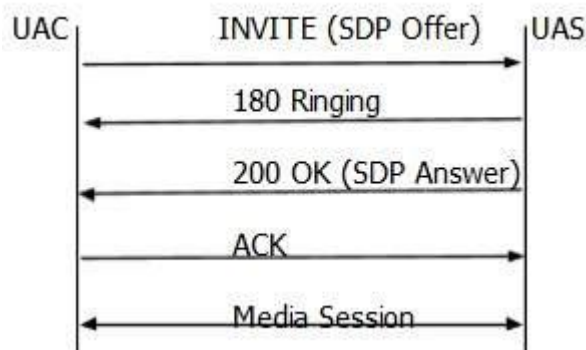 UAC INVITE (SDP Offer) UAS
180 Ringing
200 OK (SDP Answer)
ACK
Media Session